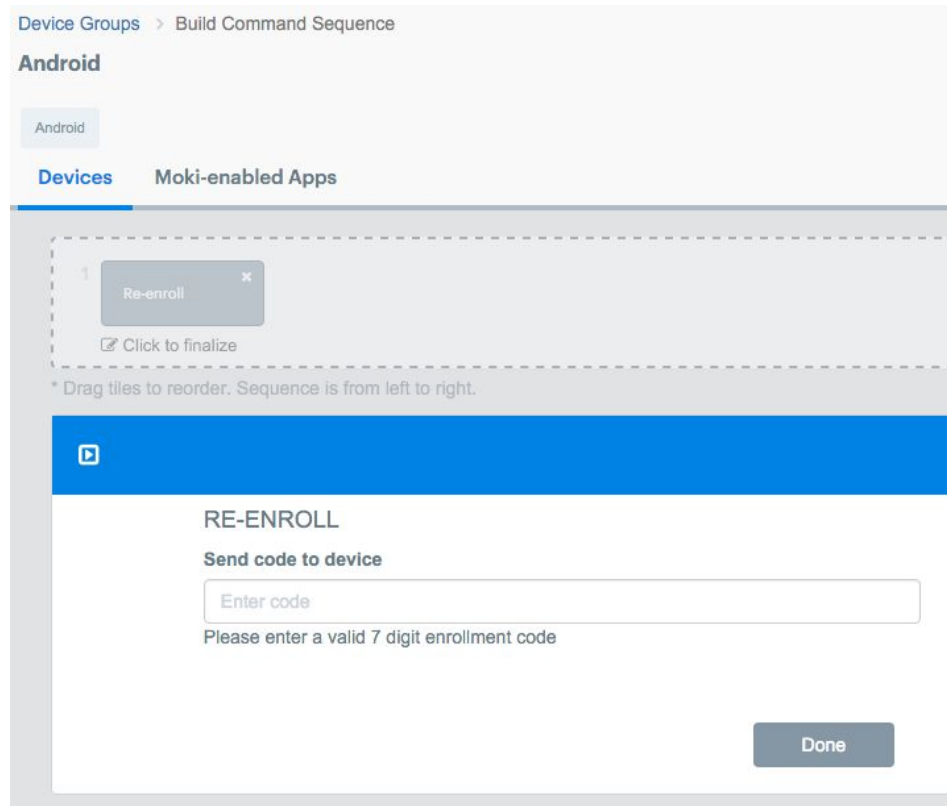 Device Groups > Build Command Sequence
Android
Android
Devices Moki-enabled Apps
1
Re-enroll ×
Click to finalize
* Drag tiles to reorder. Sequence is from left to right.
RE-ENROLL
Send code to device
Enter code
Please enter a valid 7 digit enrollment code
Done